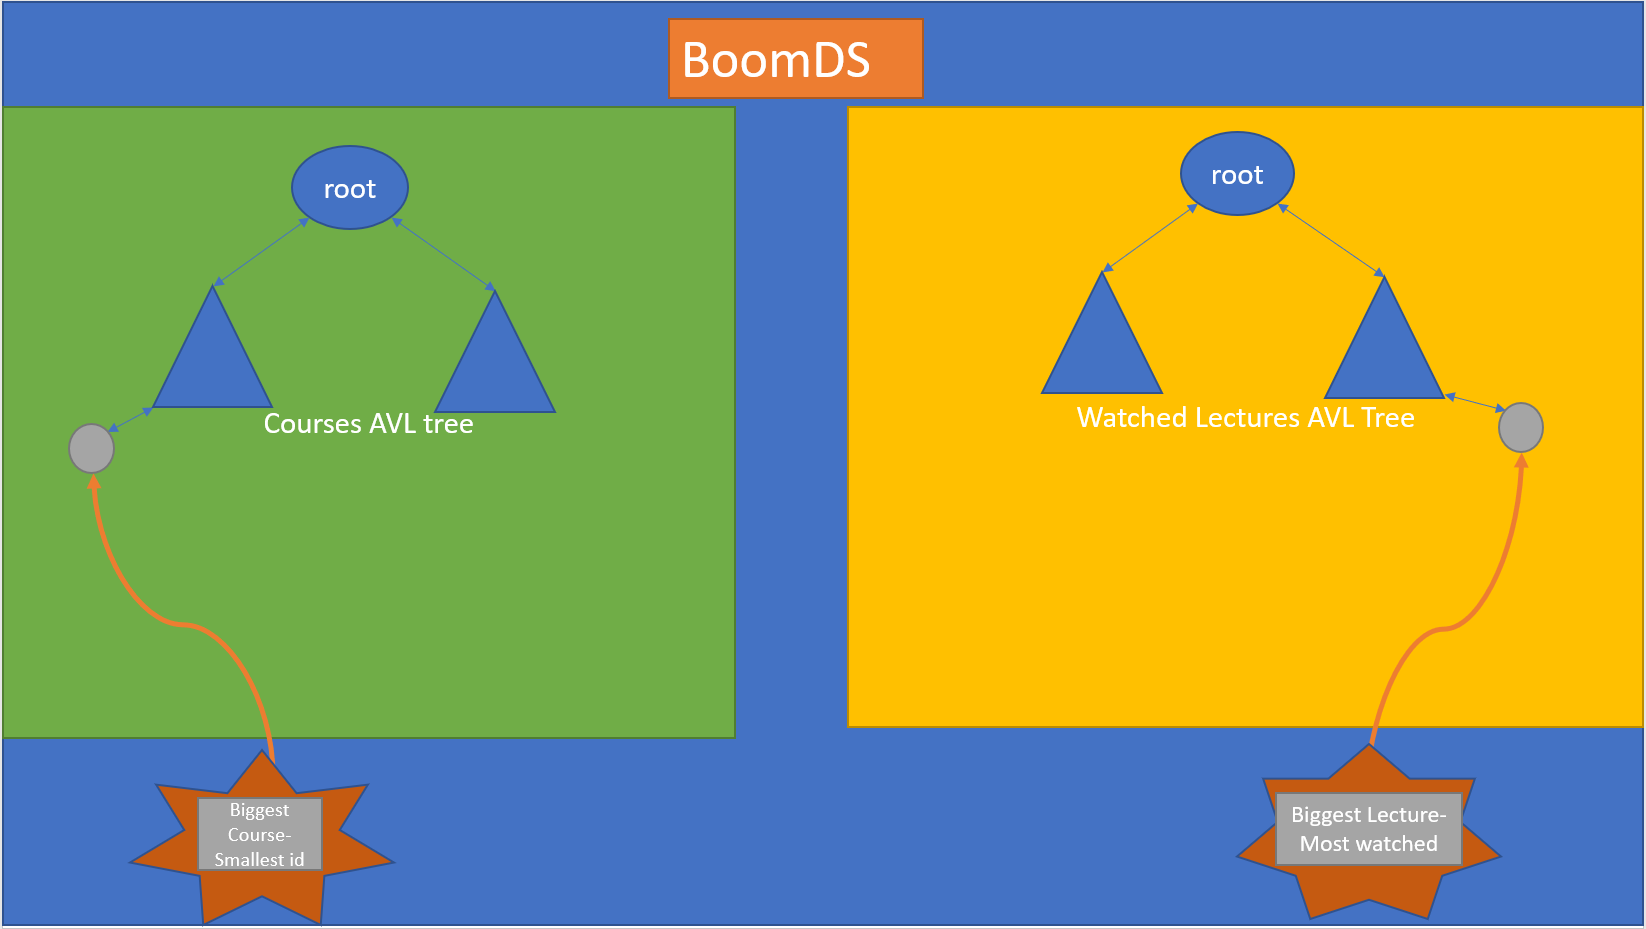 BoomDS
root
root
Courses AVL tree
Watched Lectures AVL Tree
Biggest
Course-
Smallest id
Biggest Lecture-
Most watched